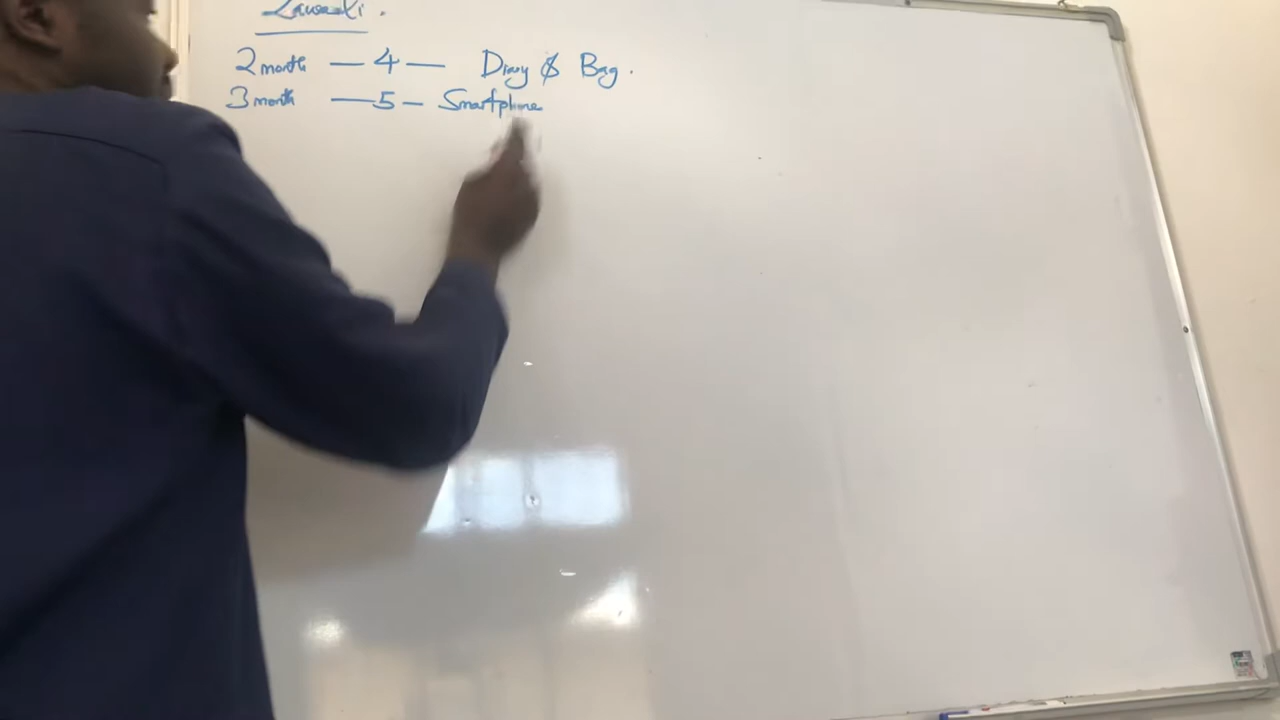 2 month — 4 — Diary & Bag.
3 month — 5 — Smartphone